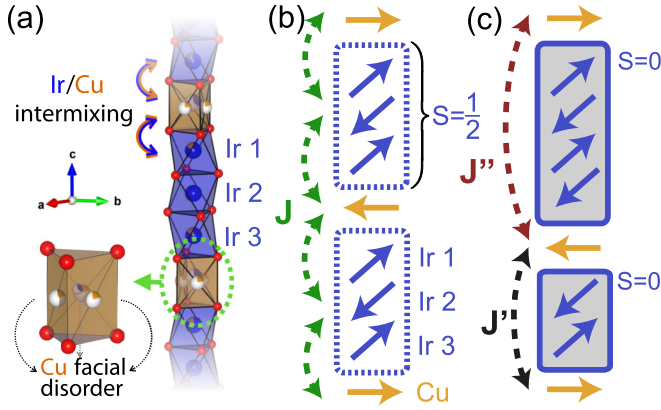 (a)
Ir/Cu
intermixing
Ir 1
Ir 2
Ir 3
c
a
b
Cu facial
disorder
(b)
S=1/2
J
Ir 1
Ir 2
Ir 3
Cu
(c)
S=0
J"
S=0
J'